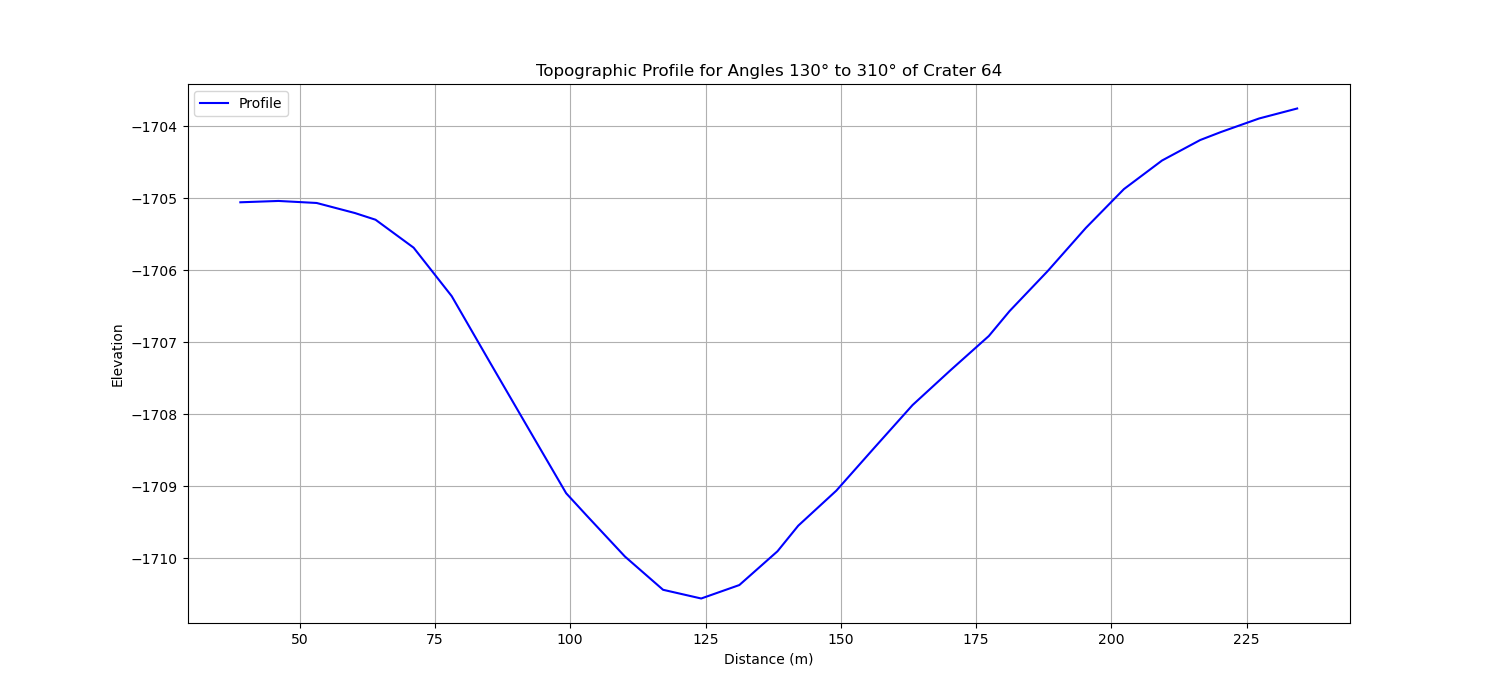 Topographic Profile for Angles 130° to 310° of Crater 64
Profile
−1704
−1705
−1706
−1707
−1708
−1709
−1710
Elevation
50 75 100 125 150 175 200 225
Distance (m)